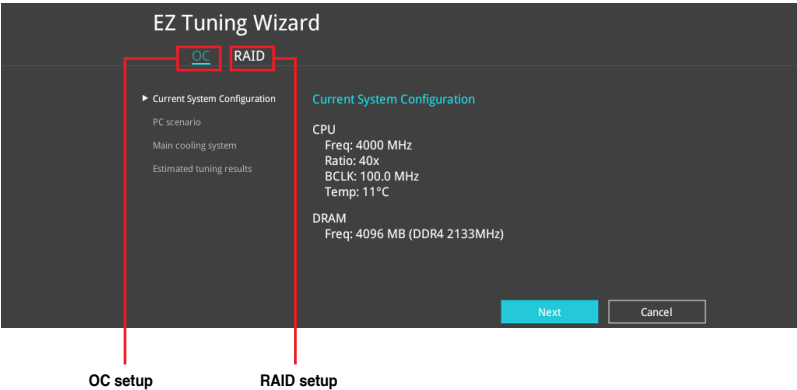 EZ Tuning Wizard
OC RAID
Current System Configuration
PC scenario
Main cooling system
Estimated tuning results
Current System Configuration
CPU
Freq: 4000 MHz
Ratio: 40x
BCLK: 100.0 MHz
Temp: 11°C
DRAM
Freq: 4096 MB (DDR4 2133MHz)
Next Cancel
OC setup RAID setup